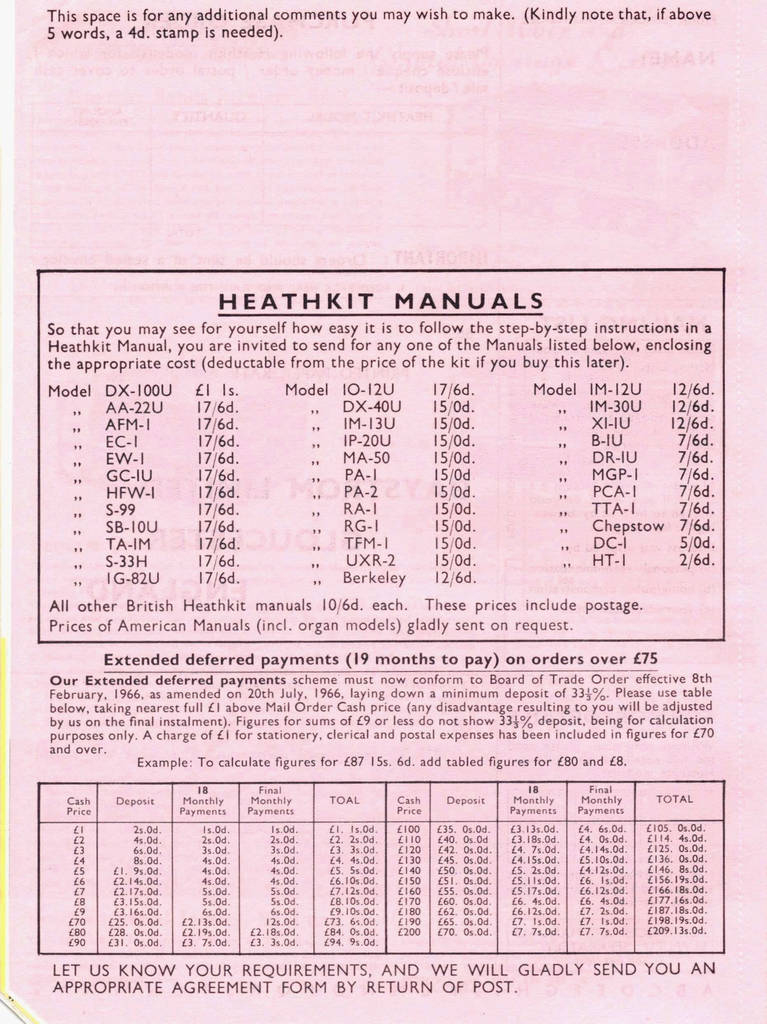 This space is for any additional comments you may wish to make. (Kindly note that, if above
5 words, a 4d. stamp is needed).
HEATHKIT MANUALS
So that you may see for yourself how easy it is to follow the step-by-step instructions in a
Heathkit Manual, you are invited to send for any one of the Manuals listed below, enclosing
the appropriate cost (deductable from the price of the kit if you buy this later).
Model DX-100U £1 1s. Model IO-12U 17/6d. Model IM-12U 12/6d.
,, AA-22U 17/6d. ,, DX-40U 15/0d. ,, IM-30U 12/6d.
,, AFM-1 17/6d. ,, IM-13U 15/0d. ,, XI-IU 12/6d.
,, EC-1 17/6d. ,, IP-20U 15/0d. ,, B-IU 7/6d.
,, EW-1 17/6d. ,, MA-50 15/0d. ,, DR-IU 7/6d.
,, GC-IU 17/6d. ,, PA-1 15/0d ,, MGP-1 7/6d.
,, HFW-1 17/6d. ,, PA-2 15/0d. ,, PCA-1 7/6d.
,, S-99 17/6d. ,, RA-1 15/0d. ,, TTA-1 7/6d.
,, SB-10U 17/6d. ,, RG-1 15/0d. ,, Chepstow 7/6d.
,, TA-IM 17/6d. ,, TFM-1 15/0d. ,, DC-1 5/0d.
,, S-33H 17/6d. ,, UXR-2 15/0d. ,, HT-1 2/6d.
,, IG-82U 17/6d. ,, Berkeley 12/6d.
All other British Heathkit manuals 10/6d. each. These prices include postage.
Prices of American Manuals (incl. organ models) gladly sent on request.
Extended deferred payments (19 months to pay) on orders over £75
Our Extended deferred payments scheme must now conform to Board of Trade Order effective 8th
February, 1966, as amended on 20th July, 1966, laying down a minimum deposit of 33⅓%. Please use table
below, taking nearest full £1 above Mail Order Cash price (any disadvantage resulting to you will be adjusted
by us on the final instalment). Figures for sums of £9 or less do not show 33⅓% deposit, being for calculation
purposes only. A charge of £1 for stationery, clerical and postal expenses has been included in figures for £70
and over.
Example: To calculate figures for £87 15s. 6d. add tabled figures for £80 and £8.
Cash Price Deposit 18 Monthly Payments Final Monthly Payments TOAL Cash Price Deposit 18 Monthly Payments Final Monthly Payments TOTAL
£1 2s.0d. 1s.0d. 1s.0d. £1. 1s.0d. £100 £35. 0s.0d. £3.13s.0d. £4. 6s.0d. £105. 0s.0d.
£2 4s.0d. 2s.0d. 2s.0d. £2. 2s.0d. £110 £40. 0s.0d £3.18s.0d. £4. 0s.0d. £114. 4s.0d.
£3 6s.0d. 3s.0d. 3s.0d. £3. 3s.0d. £120 £42. 0s.0d. £4. 7s.0d. £4.14s.0d. £125. 0s.0d.
£4 8s.0d. 4s.0d. 4s.0d. £4. 4s.0d. £130 £45. 0s.0d. £4.15s.0d. £5.10s.0d. £136. 0s.0d.
£5 £1. 9s.0d. 4s.0d. 4s.0d. £5. 5s.0d. £140 £50. 0s.0d. £5. 2s.0d. £4.12s.0d. £146. 8s.0d.
£6 £2.14s.0d. 4s.0d. 4s.0d. £6.10s.0d. £150 £51. 0s.0d. £5.11s.0d. £6. 1s.0d. £156.19s.0d.
£7 £2.17s.0d. 5s.0d. 5s.0d. £7.12s.0d. £160 £55. 0s.0d. £5.17s.0d. £6.12s.0d. £166.18s.0d.
£8 £3.15s.0d. 5s.0d. 5s.0d. £8.10s.0d. £170 £60. 0s.0d. £6. 4s.0d. £6. 4s.0d. £177.16s.0d.
£9 £3.16s.0d. 6s.0d. 6s.0d. £9.10s.0d. £180 £62. 0s.0d. £6.12s.0d. £7. 2s.0d. £187.18s.0d.
£70 £25. 0s.0d. £2.13s.0d. 12s.0d. £73. 6s.0d. £190 £65. 0s.0d. £7. 1s.0d. £7. 1s.0d. £198.19s.0d.
£80 £28. 0s.0d. £2.19s.0d. £2.18s.0d. £84. 0s.0d. £200 £70. 0s.0d. £7. 7s.0d. £7. 7s.0d. £209.13s.0d.
£90 £31. 0s.0d. £3. 7s.0d. £3. 3s.0d. £94. 9s.0d.
LET US KNOW YOUR REQUIREMENTS, AND WE WILL GLADLY SEND YOU AN
APPROPRIATE AGREEMENT FORM BY RETURN OF POST.